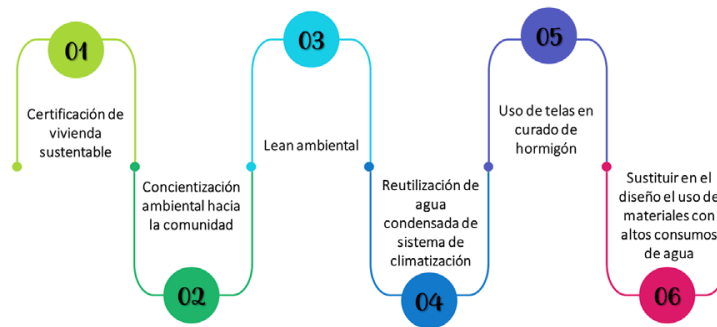 01
Certificación de
vivienda
sustentable
02
Concientización
ambiental hacia
la comunidad
03
Lean ambiental
04
Reutilización de
agua
condensada de
sistema de
climatización
05
Uso de telas en
curado de
hormigón
06
Sustituir en el
diseño el uso de
materiales con
altos consumos
de agua